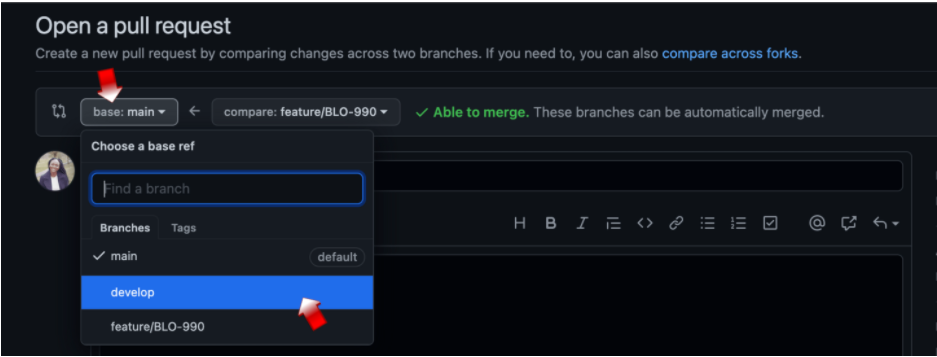 Open a pull request
Create a new pull request by comparing changes across two branches. If you need to, you can also compare across forks.
base: main
compare: feature/BLO-990
Able to merge. These branches can be automatically merged.
Choose a base ref
Find a branch
Branches Tags
main default
develop
feature/BLO-990